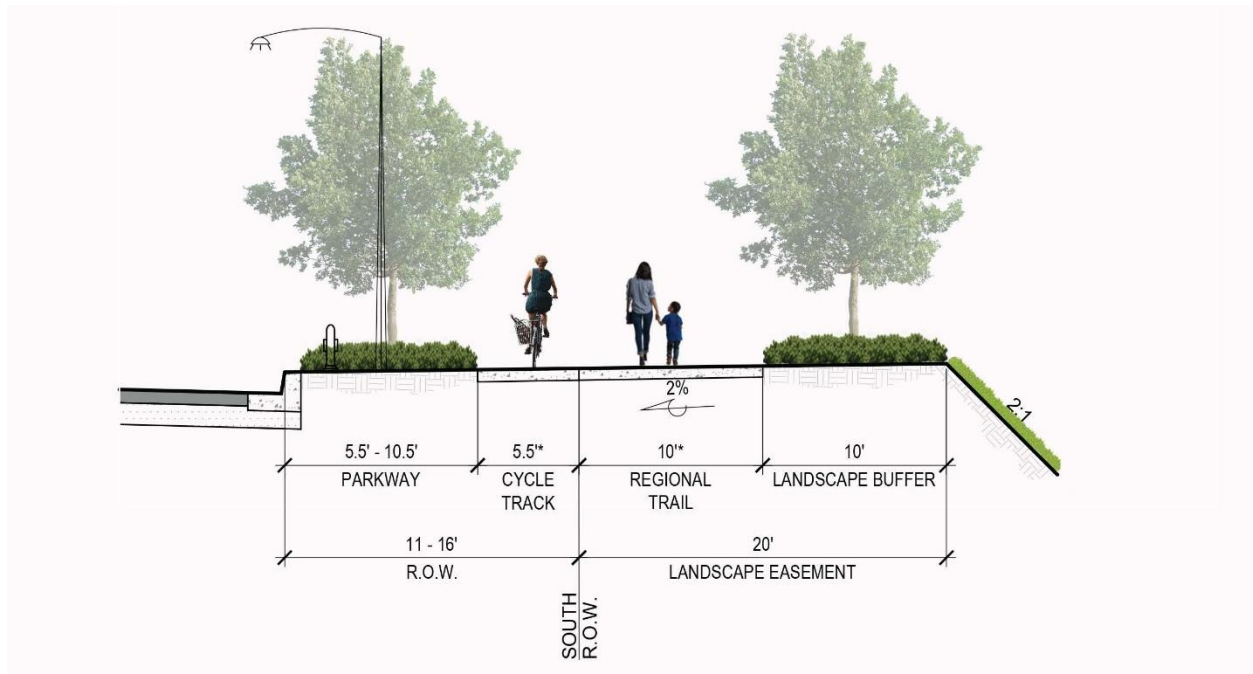 2%
2:1
5.5' - 10.5'
PARKWAY
5.5'*
CYCLE
TRACK
10'*
REGIONAL
TRAIL
10'
LANDSCAPE BUFFER
11 - 16'
R.O.W.
20'
LANDSCAPE EASEMENT
SOUTH
R.O.W.